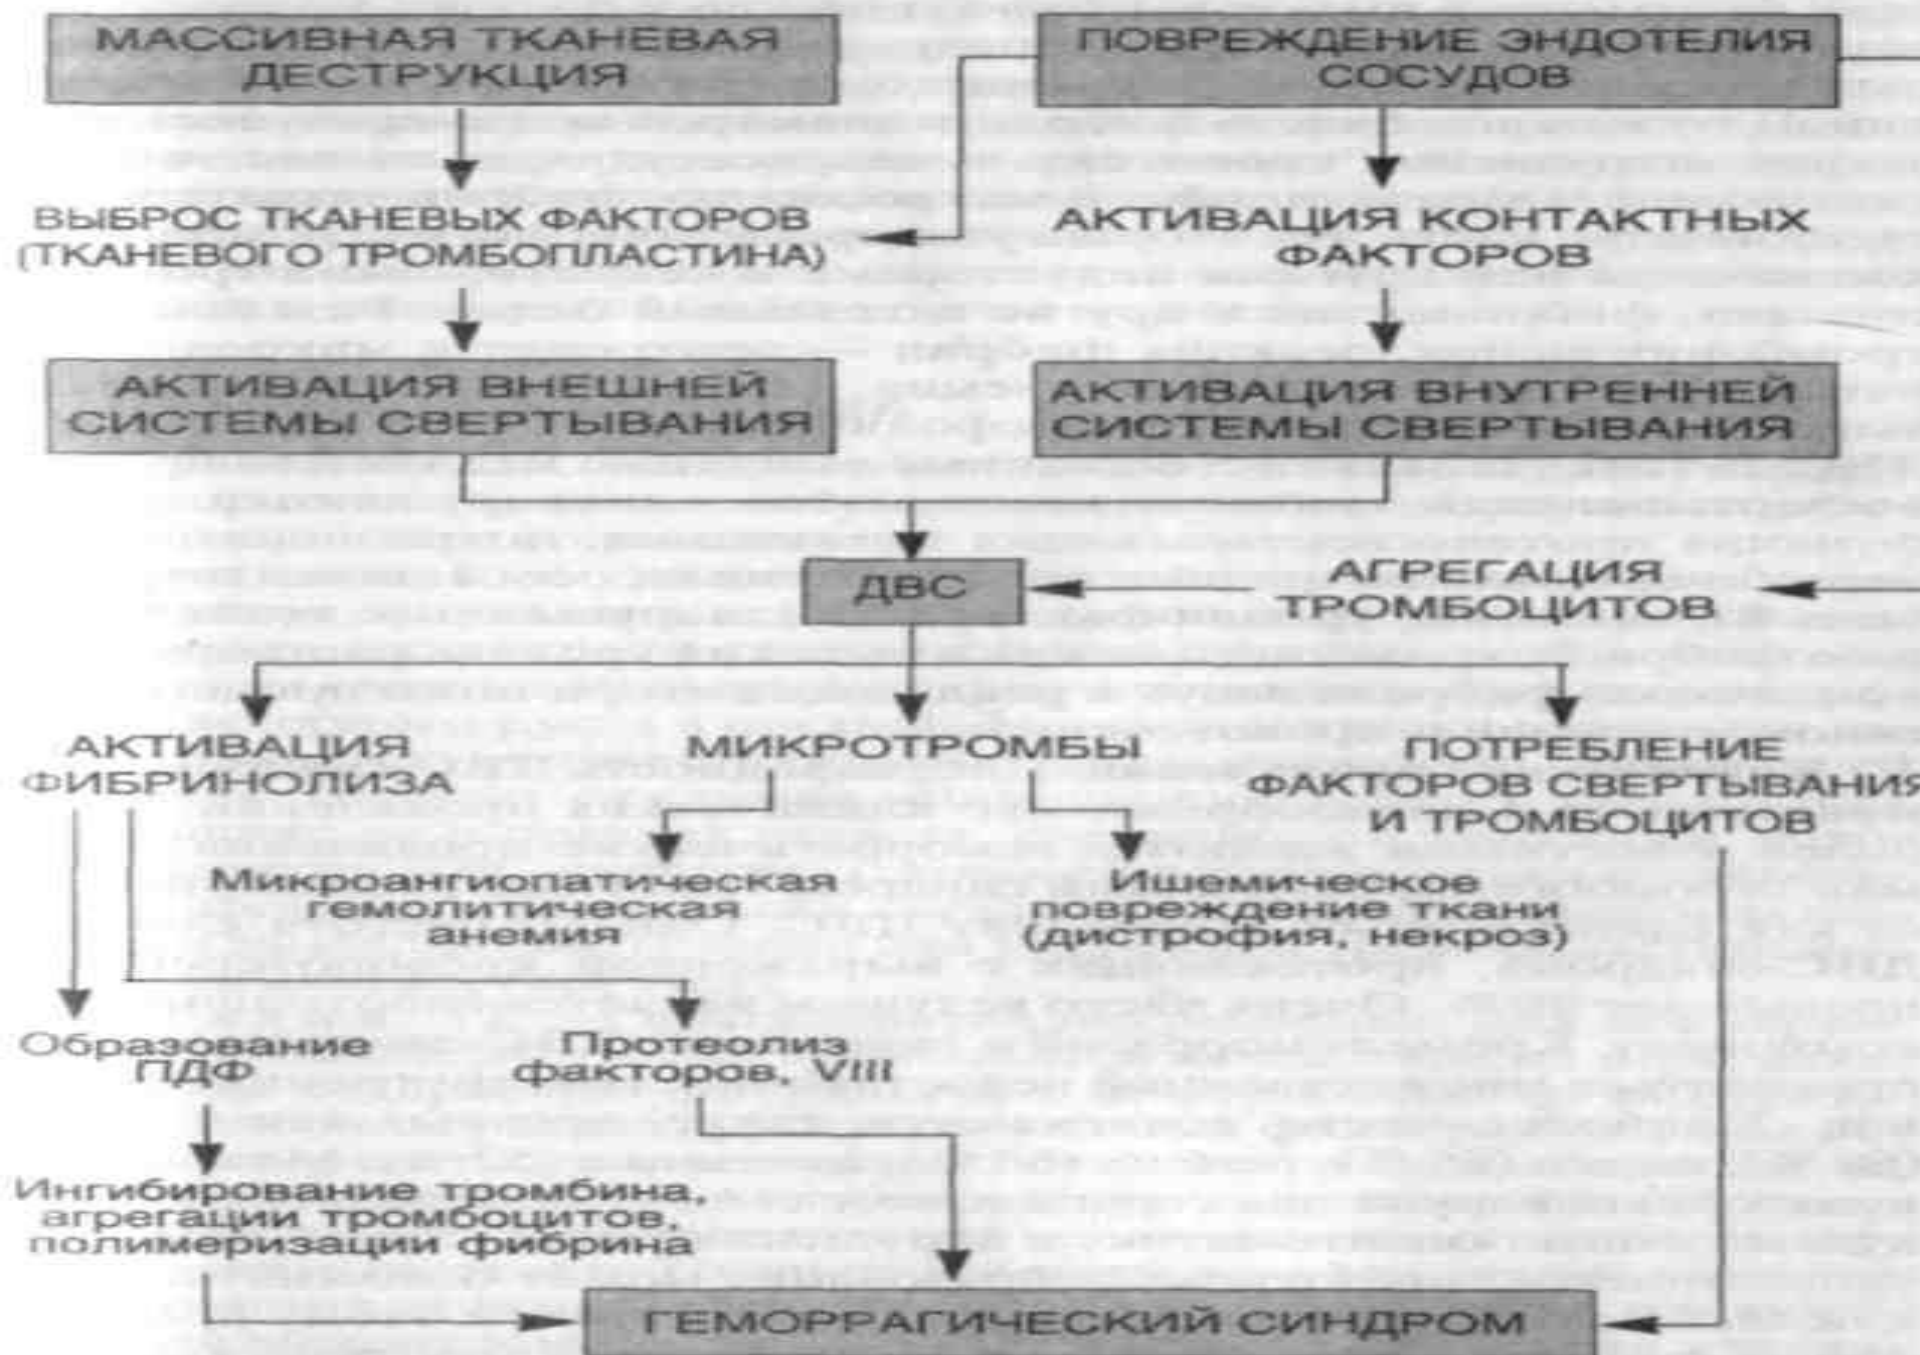 МАССИВНАЯ ТКАНЕВАЯ
ДЕСТРУКЦИЯ
ПОВРЕЖДЕНИЕ ЭНДОТЕЛИЯ
СОСУДОВ
ВЫБРОС ТКАНЕВЫХ ФАКТОРОВ
(ТКАНЕВОГО ТРОМБОПЛАСТИНА)
АКТИВАЦИЯ КОНТАКТНЫХ
ФАКТОРОВ
АКТИВАЦИЯ ВНЕШНЕЙ
СИСТЕМЫ СВЕРТЫВАНИЯ
АКТИВАЦИЯ ВНУТРЕННЕЙ
СИСТЕМЫ СВЕРТЫВАНИЯ
ДВС
АГРЕГАЦИЯ
ТРОМБОЦИТОВ
АКТИВАЦИЯ
ФИБРИНОЛИЗА
МИКРОТРОМБЫ
ПОТРЕБЛЕНИЕ
ФАКТОРОВ СВЕРТЫВАНИЯ
И ТРОМБОЦИТОВ
Микроангиопатическая
гемолитическая
анемия
Ишемическое
повреждение ткани
(дистрофия, некроз)
Образование
ПДФ
Протеолиз
факторов, VIII
Ингибирование тромбина,
агрегации тромбоцитов,
полимеризации фибрина
ГЕМОРРАГИЧЕСКИЙ СИНДРОМ